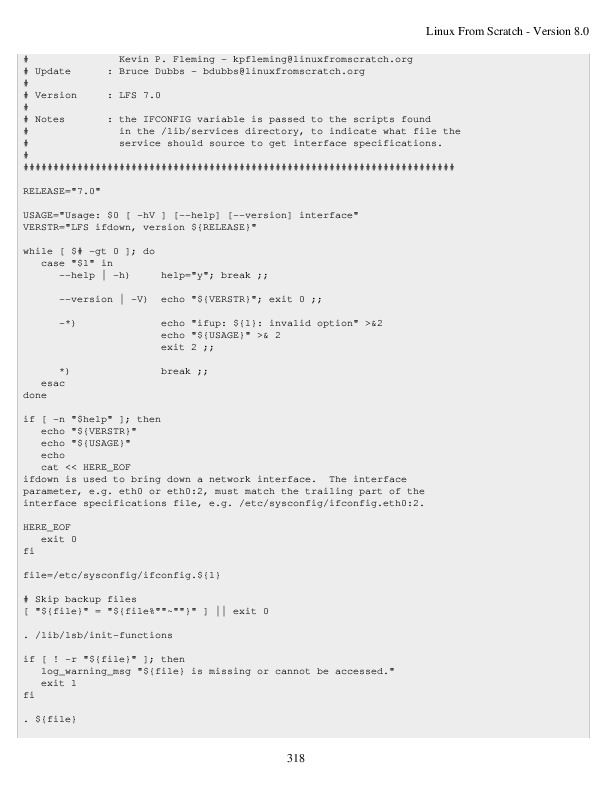 Linux From Scratch - Version 8.0
#               Kevin P. Fleming - kpfleming@linuxfromscratch.org
# Update      : Bruce Dubbs - bdubbs@linuxfromscratch.org
#
# Version     : LFS 7.0
#
# Notes       : the IFCONFIG variable is passed to the scripts found
#               in the /lib/services directory, to indicate what file the
#               service should source to get interface specifications.
#
########################################################################
RELEASE="7.0"
USAGE="Usage: $0 [ -hV ] [--help] [--version] interface"
VERSTR="LFS ifdown, version ${RELEASE}"
while [ $# -gt 0 ]; do
   case "$1" in
      --help | -h)     help="y"; break ;;
      --version | -V)  echo "${VERSTR}"; exit 0 ;;
      -*)              echo "ifup: ${1}: invalid option" >&2
                       echo "${USAGE}" >& 2
                       exit 2 ;;
      *)               break ;;
   esac
done
if [ -n "$help" ]; then
   echo "${VERSTR}"
   echo "${USAGE}"
   echo
   cat << HERE_EOF
ifdown is used to bring down a network interface.  The interface
parameter, e.g. eth0 or eth0:2, must match the trailing part of the
interface specifications file, e.g. /etc/sysconfig/ifconfig.eth0:2.
HERE_EOF
   exit 0
fi
file=/etc/sysconfig/ifconfig.${1}
# Skip backup files
[ "${file}" = "${file%""~""}" ] || exit 0
. /lib/lsb/init-functions
if [ ! -r "${file}" ]; then
   log_warning_msg "${file} is missing or cannot be accessed."
   exit 1
fi
. ${file}
318